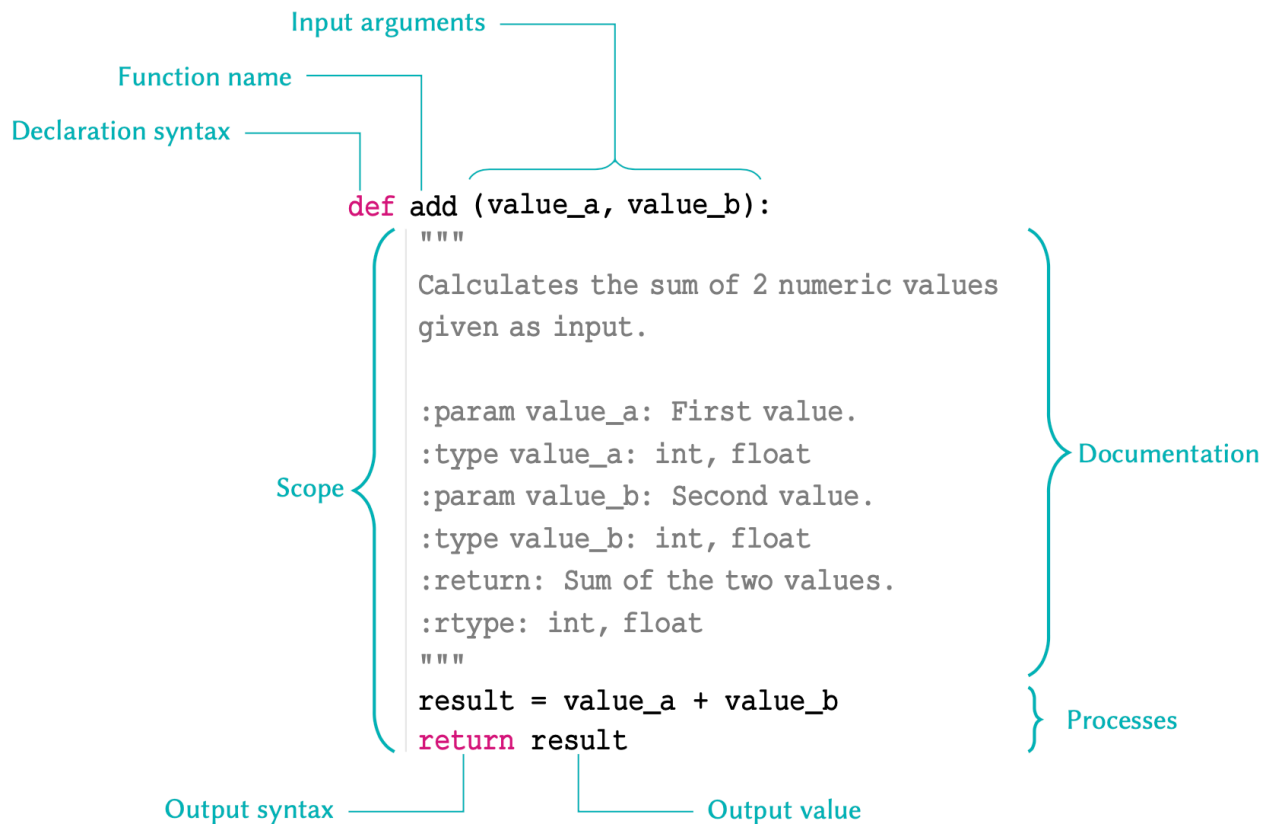 Input arguments
Function name
Declaration syntax
def add (value_a, value_b):
"""
Calculates the sum of 2 numeric values
given as input.
:param value_a: First value.
:type value_a: int, float
Documentation
Scope
:param value_b: Second value.
:type value_b: int, float
:return: Sum of the two values.
:rtype: int, float
"""
result = value_a + value_b
Processes
return result
Output syntax
Output value